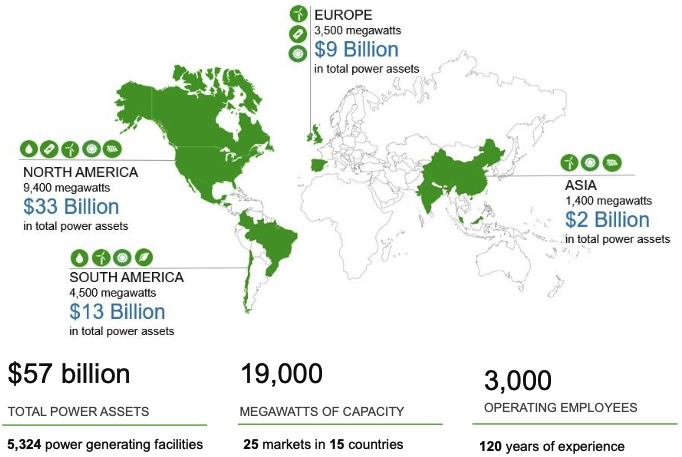 EUROPE
3,500 megawatts
$9 Billion
in total power assets
NORTH AMERICA
9,400 megawatts
$33 Billion
in total power assets
ASIA
1,400 megawatts
$2 Billion
in total power assets
SOUTH AMERICA
4,500 megawatts
$13 Billion
in total power assets
$57 billion
TOTAL POWER ASSETS
5,324 power generating facilities
19,000
MEGAWATTS OF CAPACITY
25 markets in 15 countries
3,000
OPERATING EMPLOYEES
120 years of experience